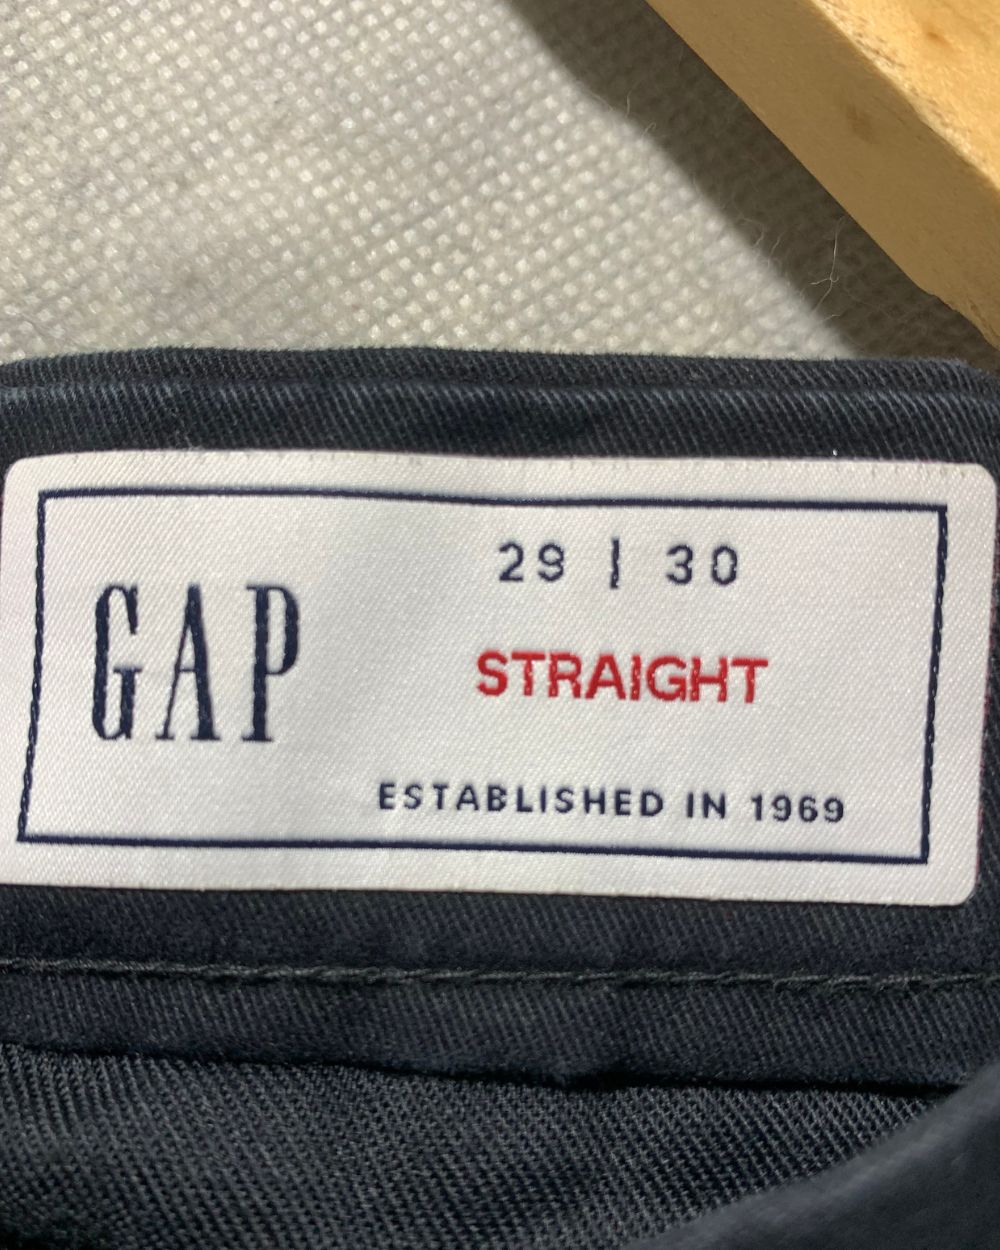 GAP
29 | 30
STRAIGHT
ESTABLISHED IN 1969